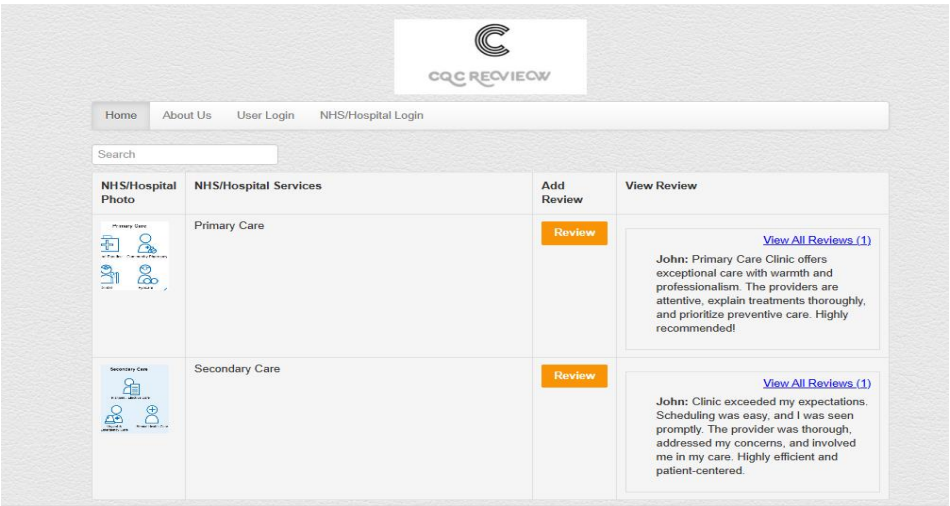 CQC RECVIECW
Home About Us User Login NHS/Hospital Login
Search
NHS/Hospital Photo NHS/Hospital Services Add Review View Review
Primary Care
Primary Care
Review
View All Reviews (1)
John: Primary Care Clinic offers
exceptional care with warmth and
professionalism. The providers are
attentive, explain treatments thoroughly,
and prioritize preventive care. Highly
recommended!
Secondary Care
Secondary Care
Review
View All Reviews (1)
John: Clinic exceeded my expectations.
Scheduling was easy, and I was seen
promptly. The provider was thorough,
addressed my concerns, and involved
me in my care. Highly efficient and
patient-centered.